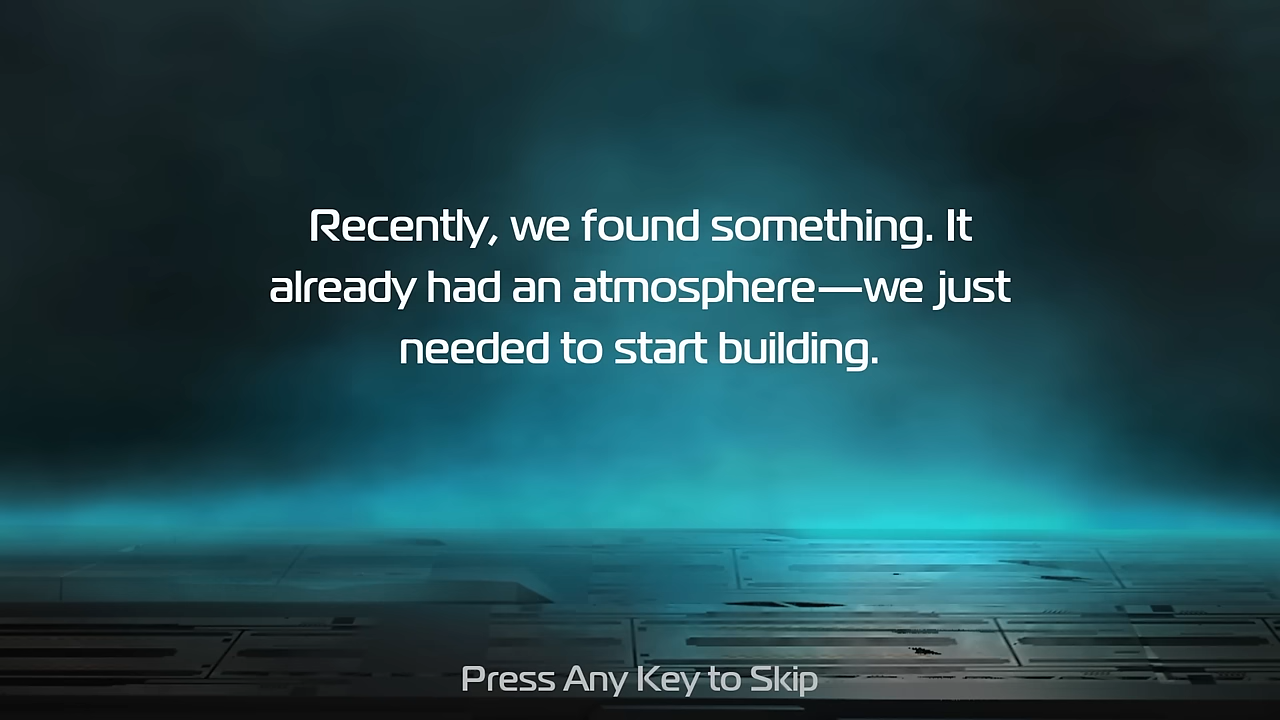 Recently, we found something. It
already had an atmosphere—we just
needed to start building.
Press Any Key to Skip